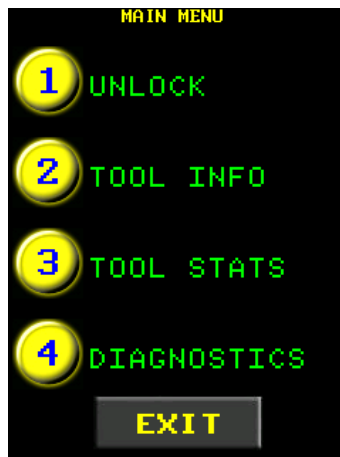 MAIN MENU
1 UNLOCK
2 TOOL INFO
3 TOOL STATS
4 DIAGNOSTICS
EXIT